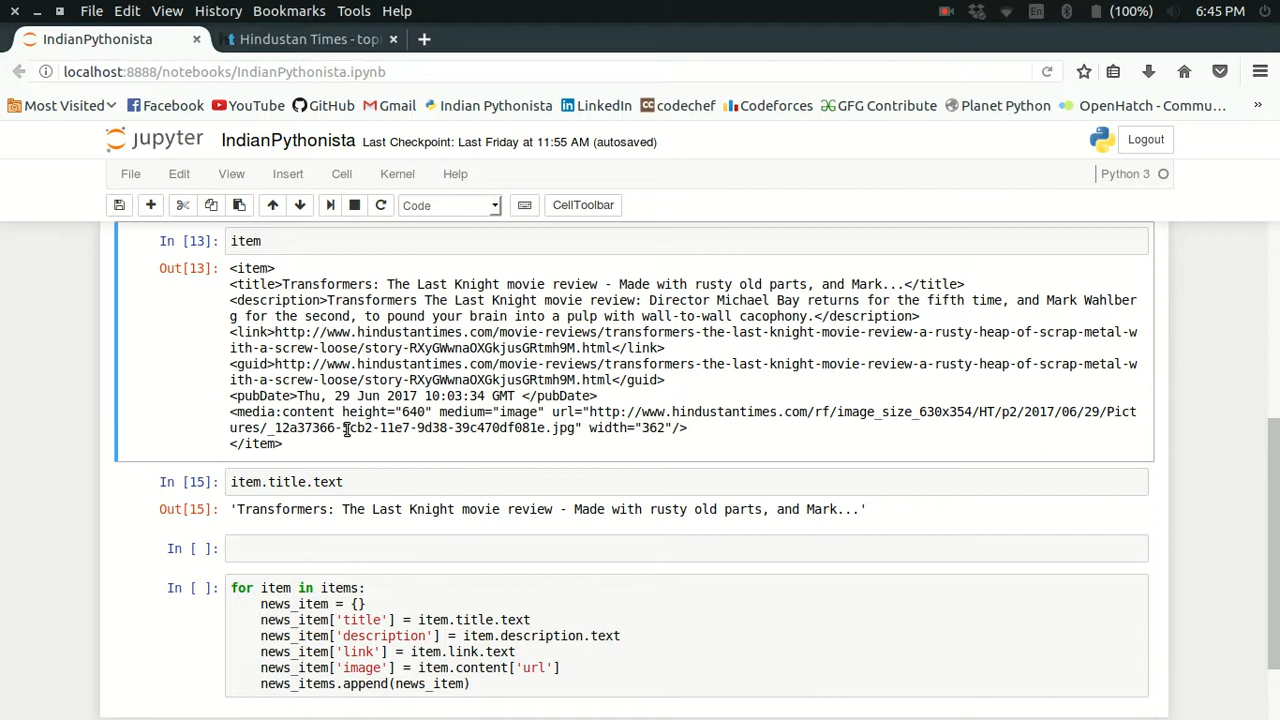 File Edit View History Bookmarks Tools Help En (100%) 6:45 PM
IndianPythonista × ht Hindustan Times - top × +
localhost:8888/notebooks/IndianPythonista.ipynb
Most Visited Facebook YouTube GitHub Gmail Indian Pythonista LinkedIn CC codechef Codeforces GFG Contribute Planet Python OpenHatch - Commu... »
jupyter IndianPythonista Last Checkpoint: Last Friday at 11:55 AM (autosaved) Logout
File Edit View Insert Cell Kernel Help Python 3
Code CellToolbar
In [13]: item
Out[13]: <item>
<title>Transformers: The Last Knight movie review - Made with rusty old parts, and Mark...</title>
<description>Transformers The Last Knight movie review: Director Michael Bay returns for the fifth time, and Mark Wahlber
g for the second, to pound your brain into a pulp with wall-to-wall cacophony.</description>
<link>http://www.hindustantimes.com/movie-reviews/transformers-the-last-knight-movie-review-a-rusty-heap-of-scrap-metal-w
ith-a-screw-loose/story-RXyGWwnaOXGkjusGRtmh9M.html</link>
<guid>http://www.hindustantimes.com/movie-reviews/transformers-the-last-knight-movie-review-a-rusty-heap-of-scrap-metal-w
ith-a-screw-loose/story-RXyGWwnaOXGkjusGRtmh9M.html</guid>
<pubDate>Thu, 29 Jun 2017 10:03:34 GMT </pubDate>
<media:content height="640" medium="image" url="http://www.hindustantimes.com/rf/image_size_630x354/HT/p2/2017/06/29/Pict
ures/_12a37366-5cb2-11e7-9d38-39c470df081e.jpg" width="362"/>
</item>
In [15]: item.title.text
Out[15]: 'Transformers: The Last Knight movie review - Made with rusty old parts, and Mark...'
In [ ]:
In [ ]: for item in items:
news_item = {}
news_item['title'] = item.title.text
news_item['description'] = item.description.text
news_item['link'] = item.link.text
news_item['image'] = item.content['url']
news_items.append(news_item)